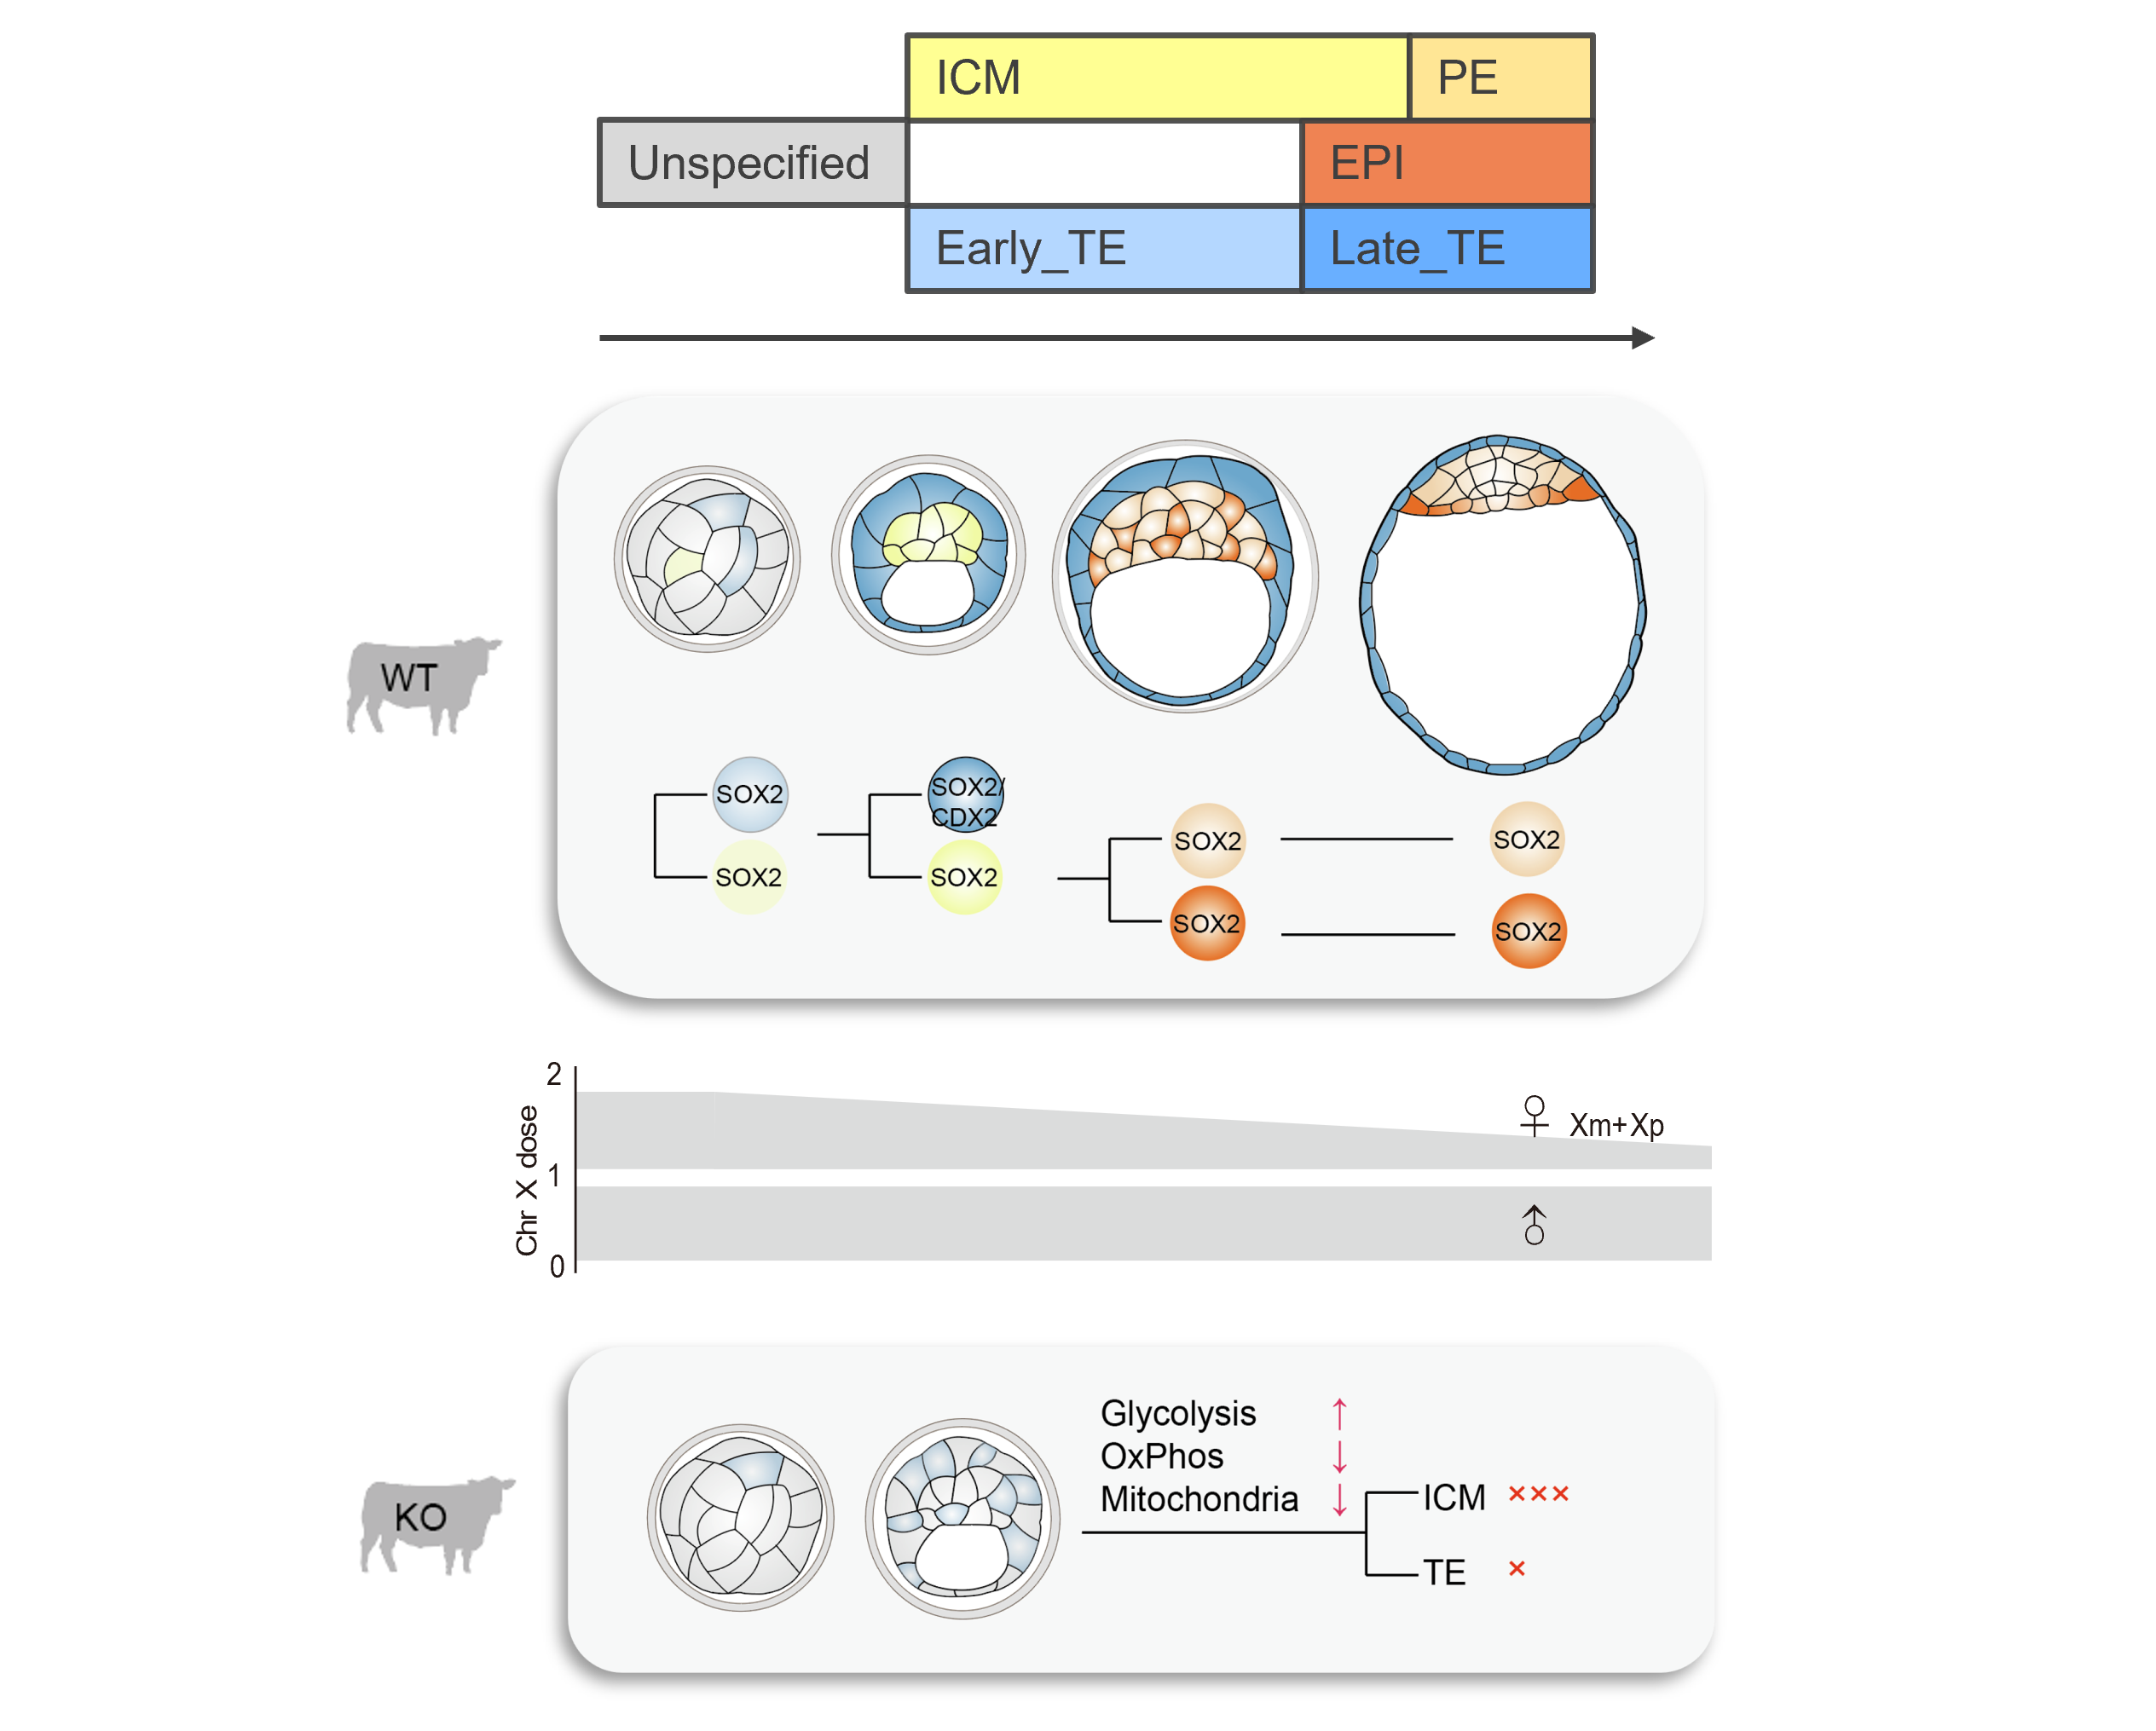 ICM
PE
Unspecified
EPI
Early_TE
Late_TE
WT
SOX2
SOX2
SOX2/
CDX2
SOX2
SOX2
SOX2
SOX2
SOX2
2
1
0
Chr X dose
♀ Xm+Xp
♂
KO
Glycolysis ↑
OxPhos ↓
Mitochondria ↓
ICM ×××
TE ×